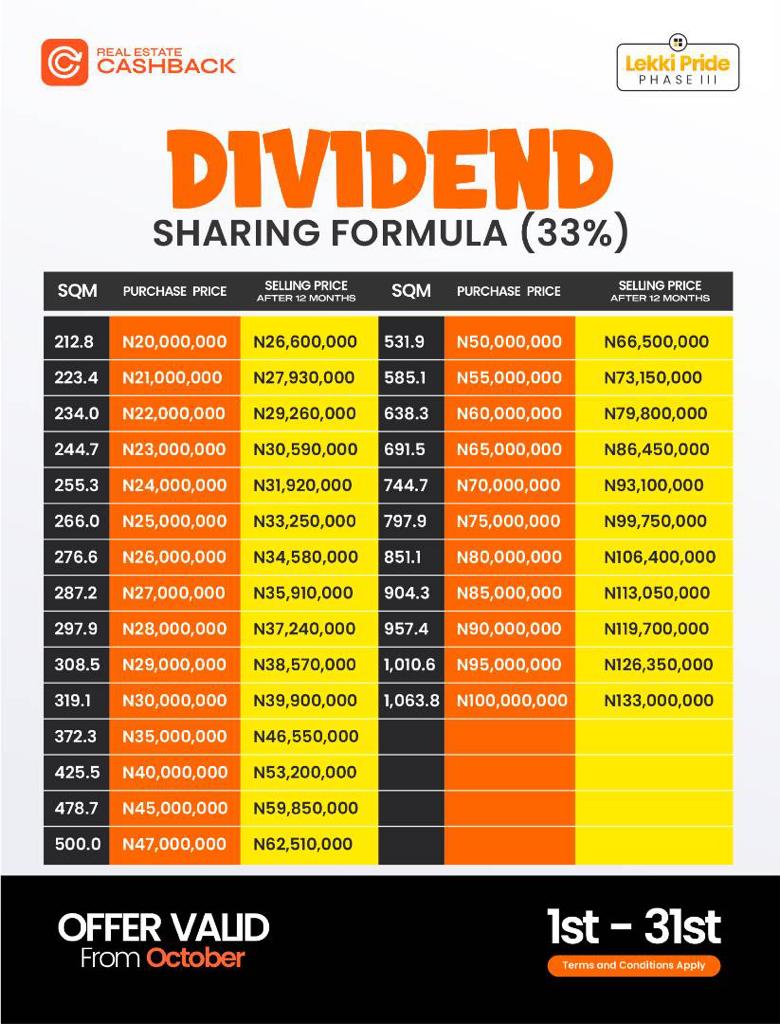 REAL ESTATE
CASHBACK
Lekki Pride
PHASE III
DIVIDEND
SHARING FORMULA (33%)
SQM PURCHASE PRICE SELLING PRICE AFTER 12 MONTHS SQM PURCHASE PRICE SELLING PRICE AFTER 12 MONTHS
212.8 N20,000,000 N26,600,000 531.9 N50,000,000 N66,500,000
223.4 N21,000,000 N27,930,000 585.1 N55,000,000 N73,150,000
234.0 N22,000,000 N29,260,000 638.3 N60,000,000 N79,800,000
244.7 N23,000,000 N30,590,000 691.5 N65,000,000 N86,450,000
255.3 N24,000,000 N31,920,000 744.7 N70,000,000 N93,100,000
266.0 N25,000,000 N33,250,000 797.9 N75,000,000 N99,750,000
276.6 N26,000,000 N34,580,000 851.1 N80,000,000 N106,400,000
287.2 N27,000,000 N35,910,000 904.3 N85,000,000 N113,050,000
297.9 N28,000,000 N37,240,000 957.4 N90,000,000 N119,700,000
308.5 N29,000,000 N38,570,000 1,010.6 N95,000,000 N126,350,000
319.1 N30,000,000 N39,900,000 1,063.8 N100,000,000 N133,000,000
372.3 N35,000,000 N46,550,000
425.5 N40,000,000 N53,200,000
478.7 N45,000,000 N59,850,000
500.0 N47,000,000 N62,510,000
OFFER VALID
From October
1st - 31st
Terms and Conditions Apply